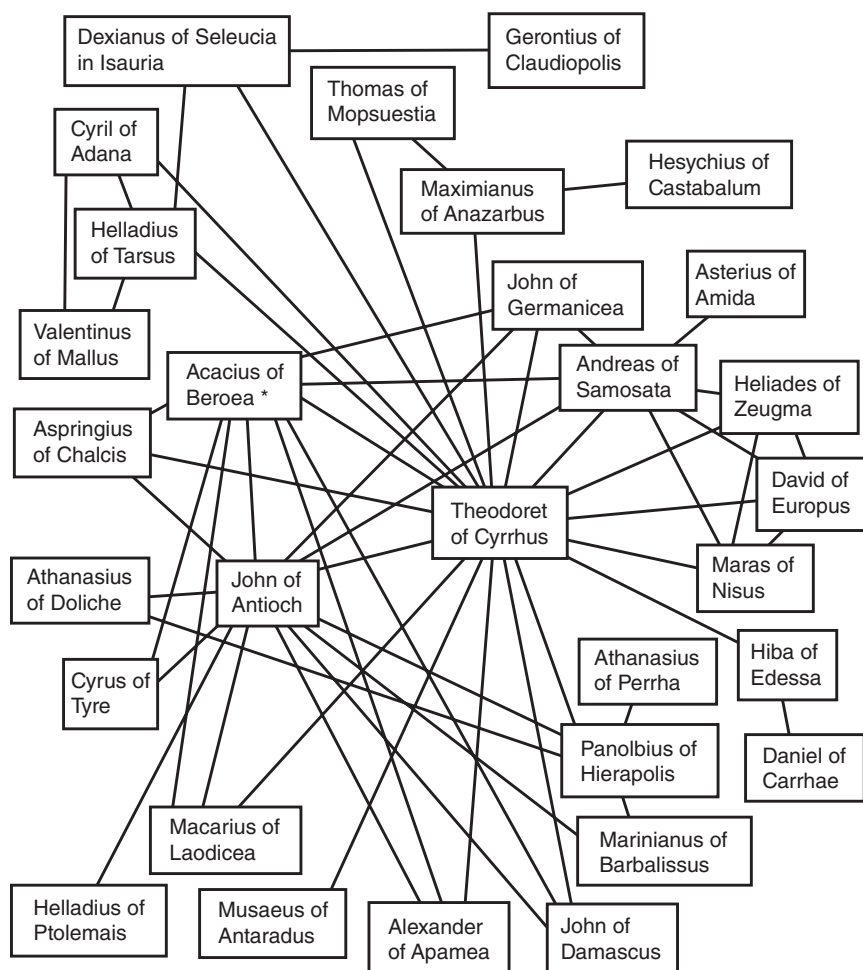 Dexianus of Seleucia
in Isauria
Gerontius of
Claudiopolis
Thomas of
Mopsuestia
Cyril of
Adana
Hesychius of
Castabalum
Maximianus
of Anazarbus
Helladius
of Tarsus
John of
Germanicea
Asterius of
Amida
Valentinus
of Mallus
Acacius of
Beroea *
Andreas of
Samosata
Heliades of
Zeugma
Aspringius
of Chalcis
David of
Europus
Theodoret
of Cyrrhus
Athanasius
of Doliche
John of
Antioch
Maras of
Nisus
Cyrus of
Tyre
Athanasius
of Perrha
Hiba of
Edessa
Panolbius of
Hierapolis
Daniel of
Carrhae
Macarius of
Laodicea
Marinianus of
Barbalissus
Helladius of
Ptolemais
Musaeus of
Antaradus
Alexander
of Apamea
John of
Damascus